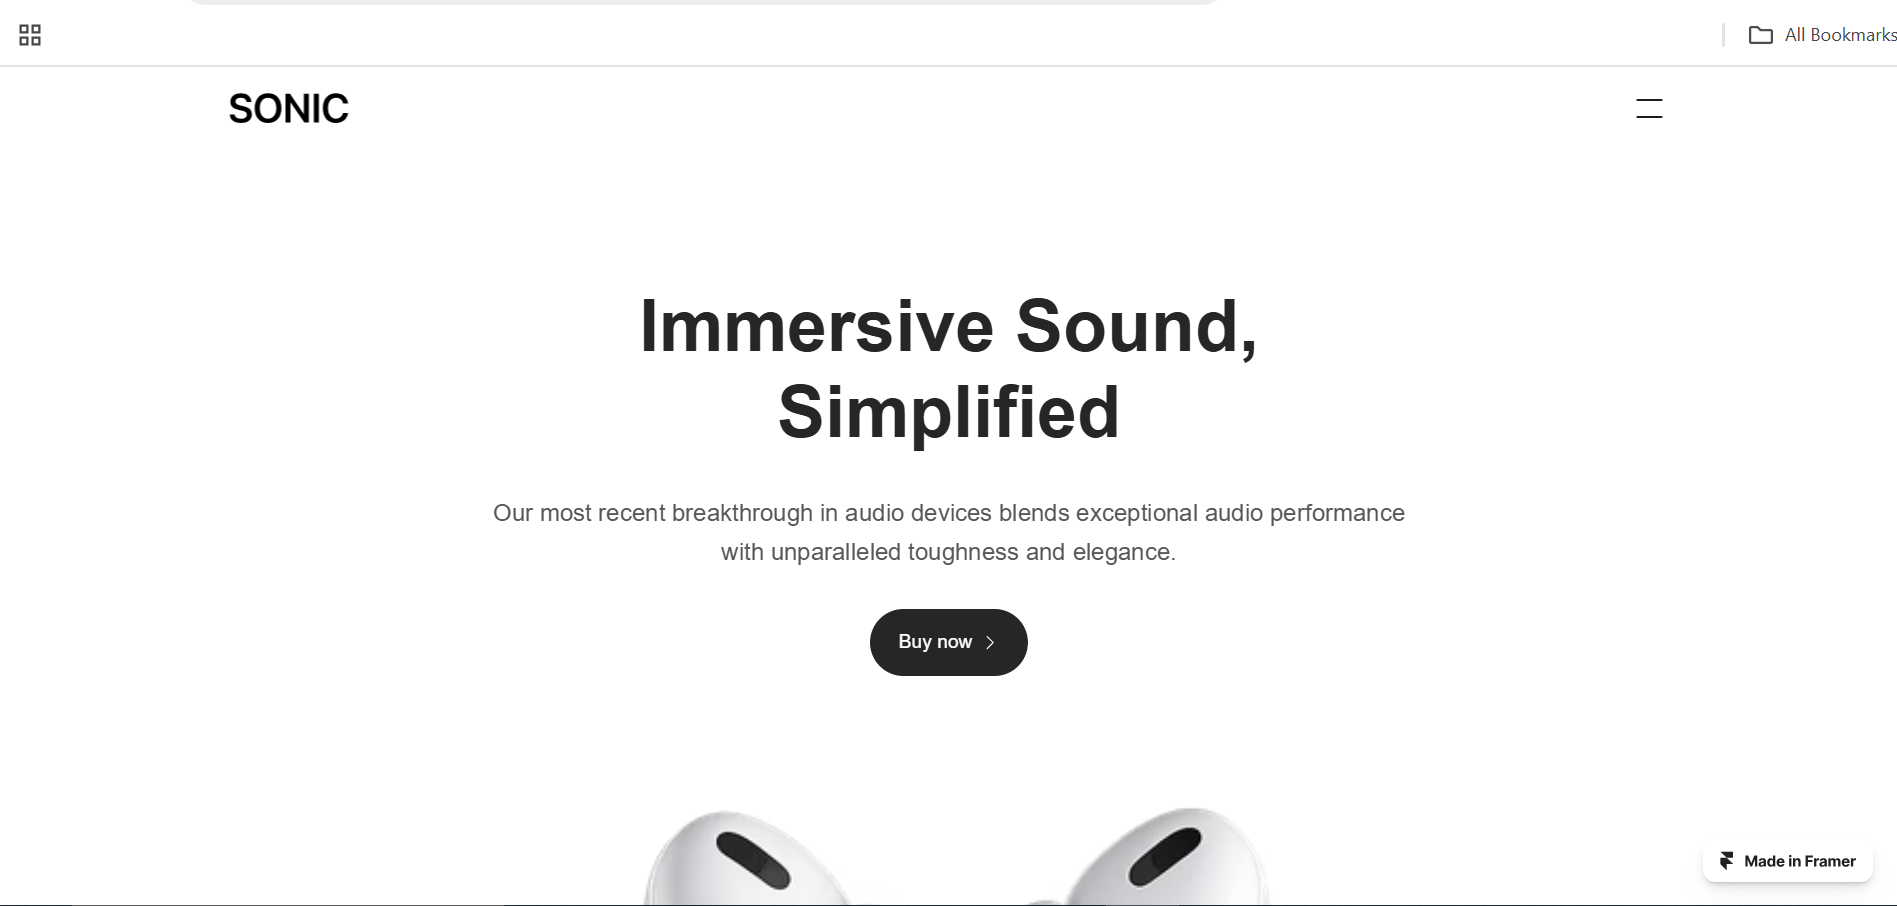 All Bookmarks
SONIC
Immersive Sound,
Simplified
Our most recent breakthrough in audio devices blends exceptional audio performance
with unparalleled toughness and elegance.
Buy now
Made in Framer